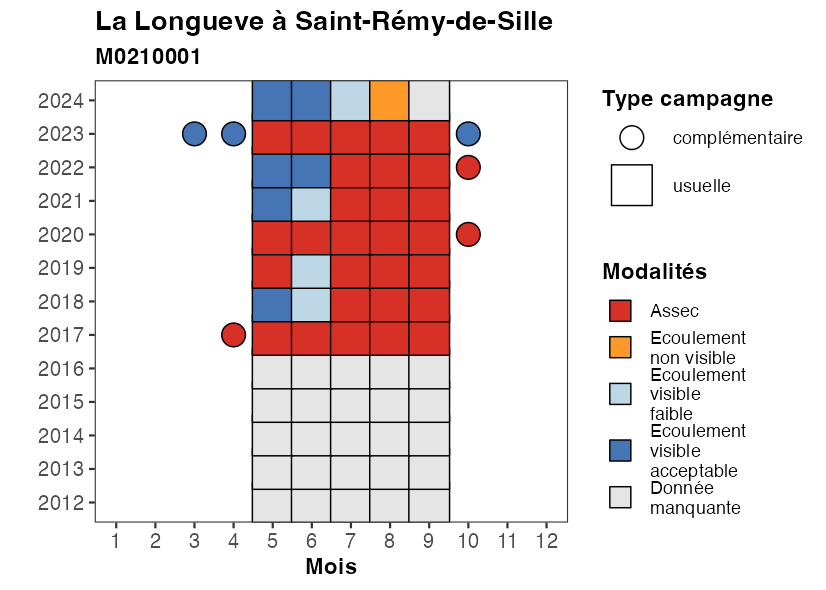 La Longueve à Saint-Rémy-de-Sille
M0210001
2024
2023
2022
2021
2020
2019
2018
2017
2016
2015
2014
2013
2012
1 2 3 4 5 6 7 8 9 10 11 12
Mois
Type campagne
complémentaire
usuelle
Modalités
Assec
Ecoulement
non visible
Ecoulement
visible
faible
Ecoulement
visible
acceptable
Donnée
manquante